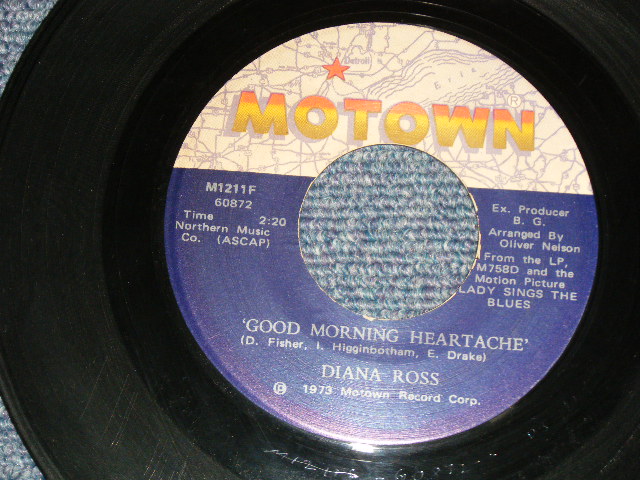 Detroit
Erie
MOTOWN®
M1211F
60872
Time 2:20
Northern Music
Co. (ASCAP)
Ex. Producer
B. G.
Arranged By
Oliver Nelson
From the LP,
M758D and the
Motion Picture
LADY SINGS THE
BLUES
'GOOD MORNING HEARTACHE'
(D. Fisher, I. Higginbotham, E. Drake)
DIANA ROSS
℗ 1973 Motown Record Corp.